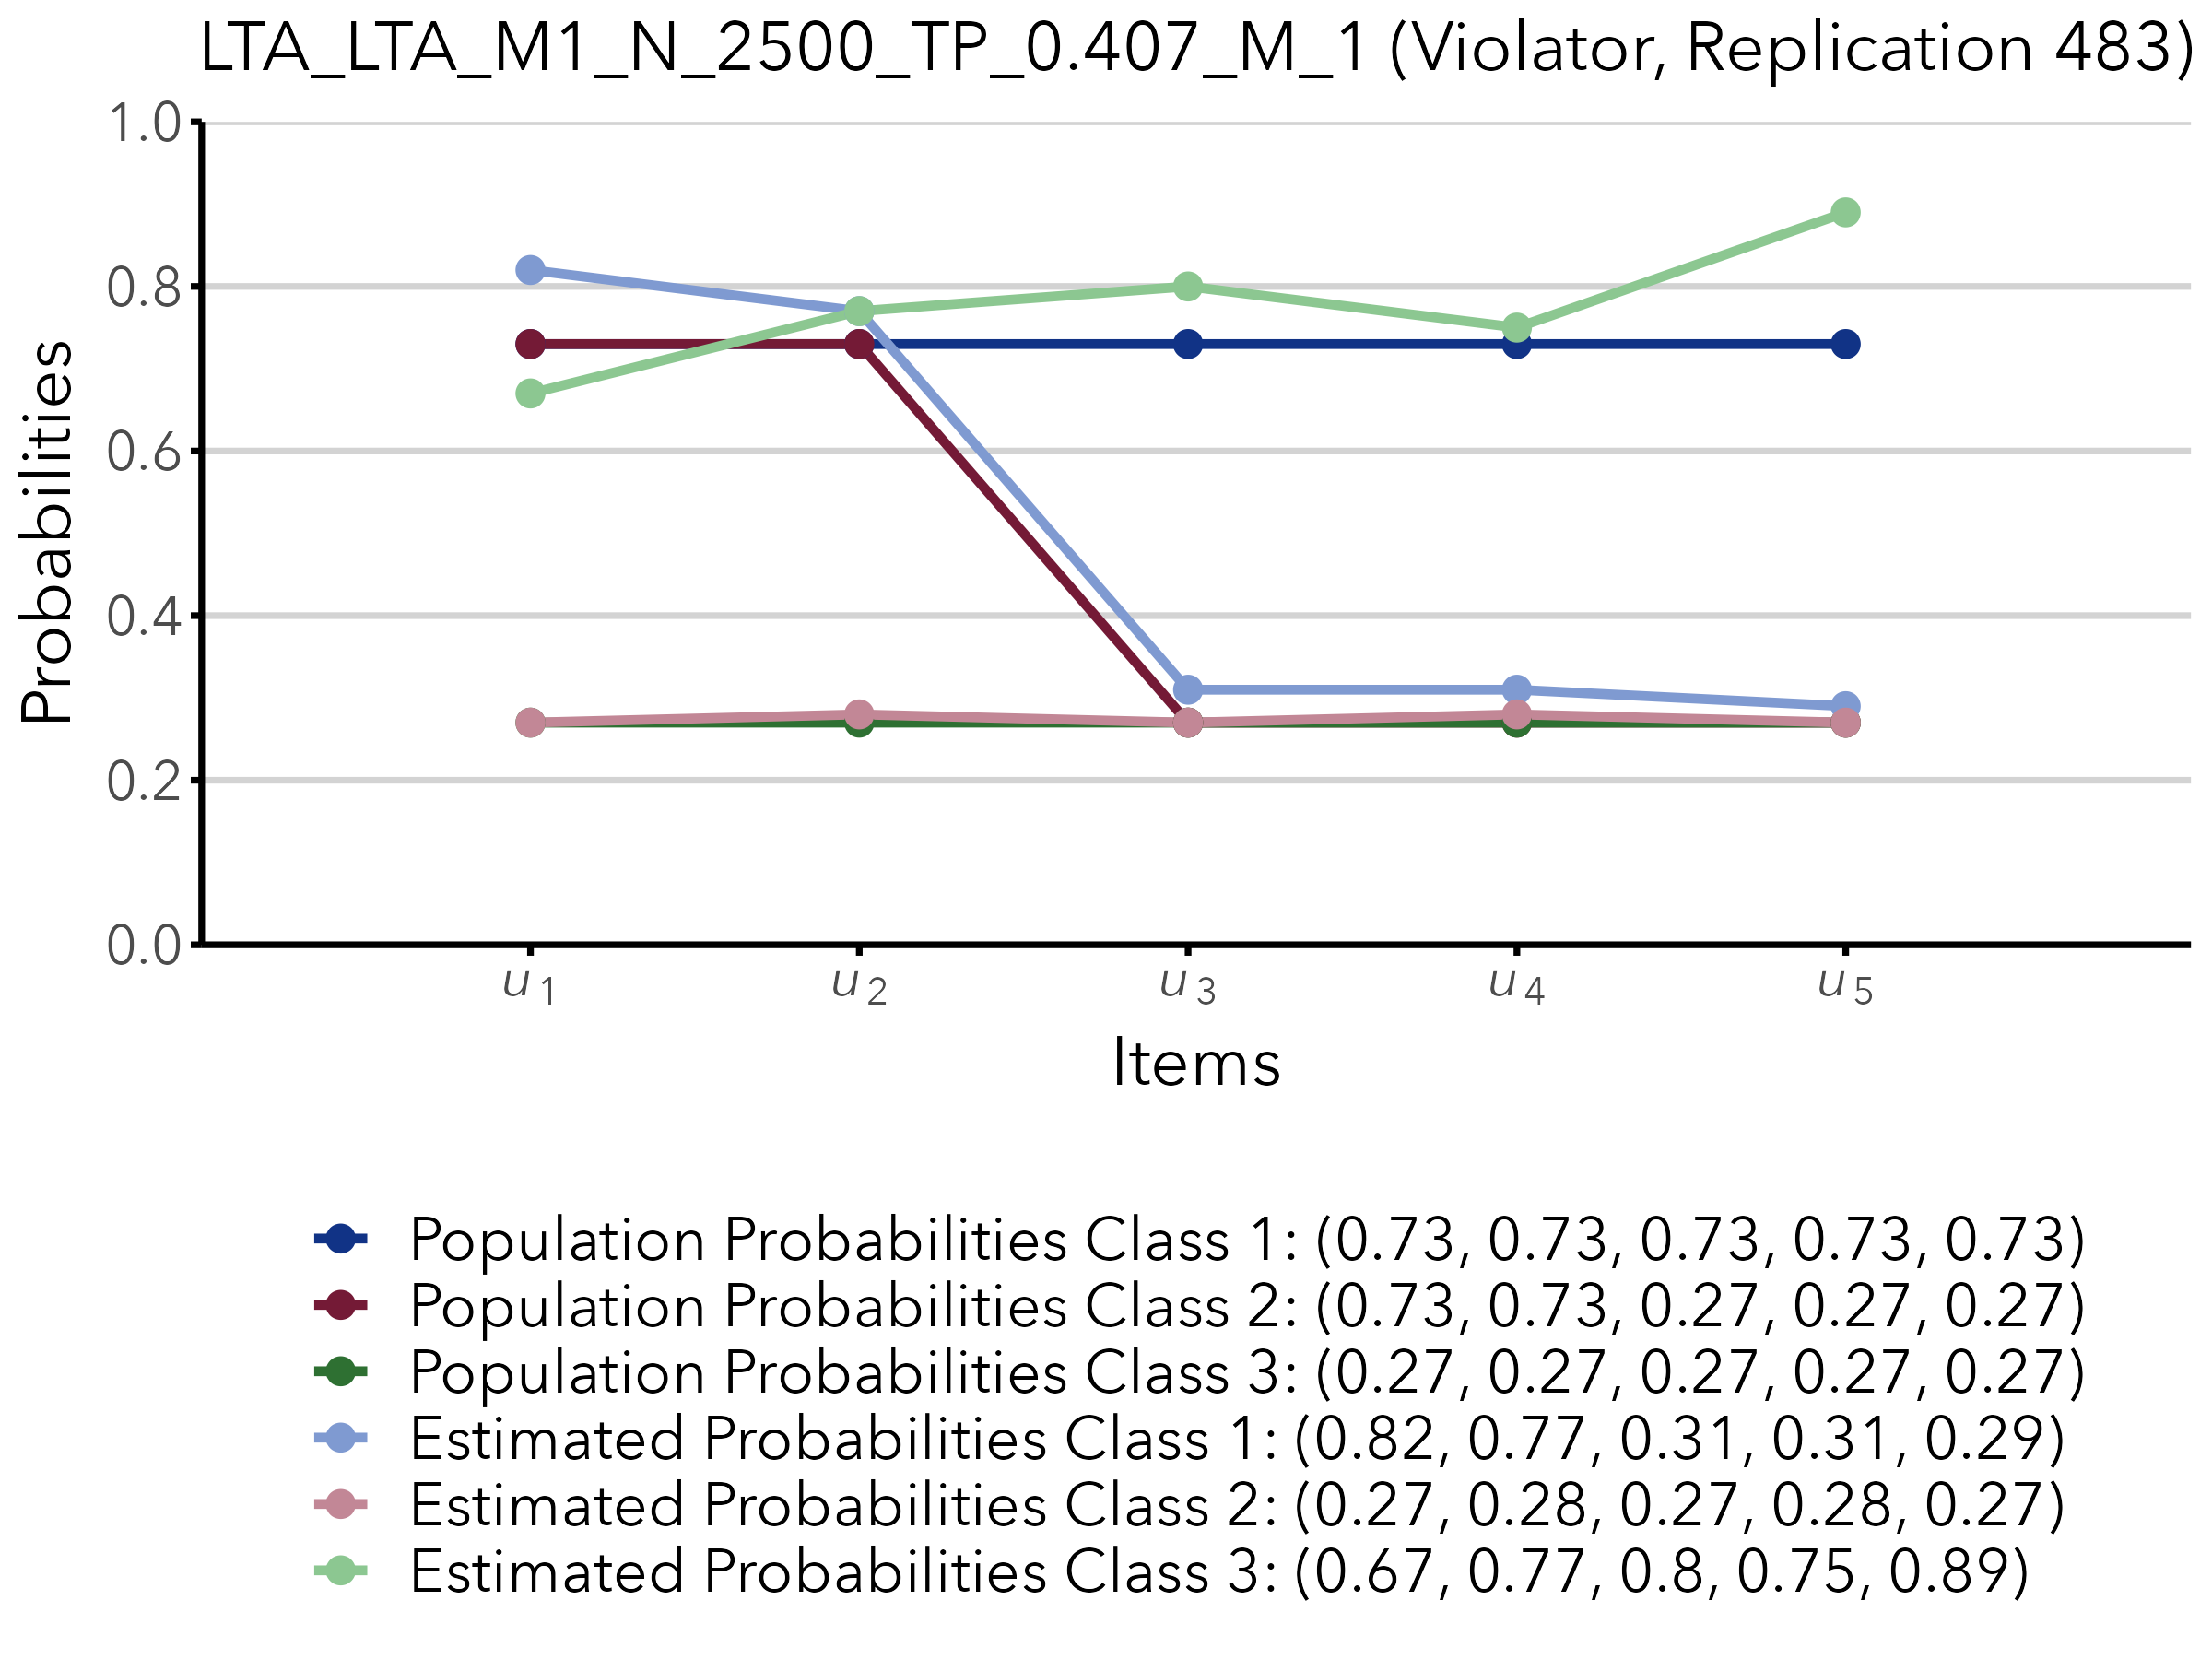 LTA_LTA_M1_N_2500_TP_0.407_M_1 (Violator, Replication 483)
1.0
0.8
0.6
0.4
0.2
0.0
Probabilities
u1 u2 u3 u4 u5
Items
Population Probabilities Class 1: (0.73, 0.73, 0.73, 0.73, 0.73)
Population Probabilities Class 2: (0.73, 0.73, 0.27, 0.27, 0.27)
Population Probabilities Class 3: (0.27, 0.27, 0.27, 0.27, 0.27)
Estimated Probabilities Class 1: (0.82, 0.77, 0.31, 0.31, 0.29)
Estimated Probabilities Class 2: (0.27, 0.28, 0.27, 0.28, 0.27)
Estimated Probabilities Class 3: (0.67, 0.77, 0.8, 0.75, 0.89)